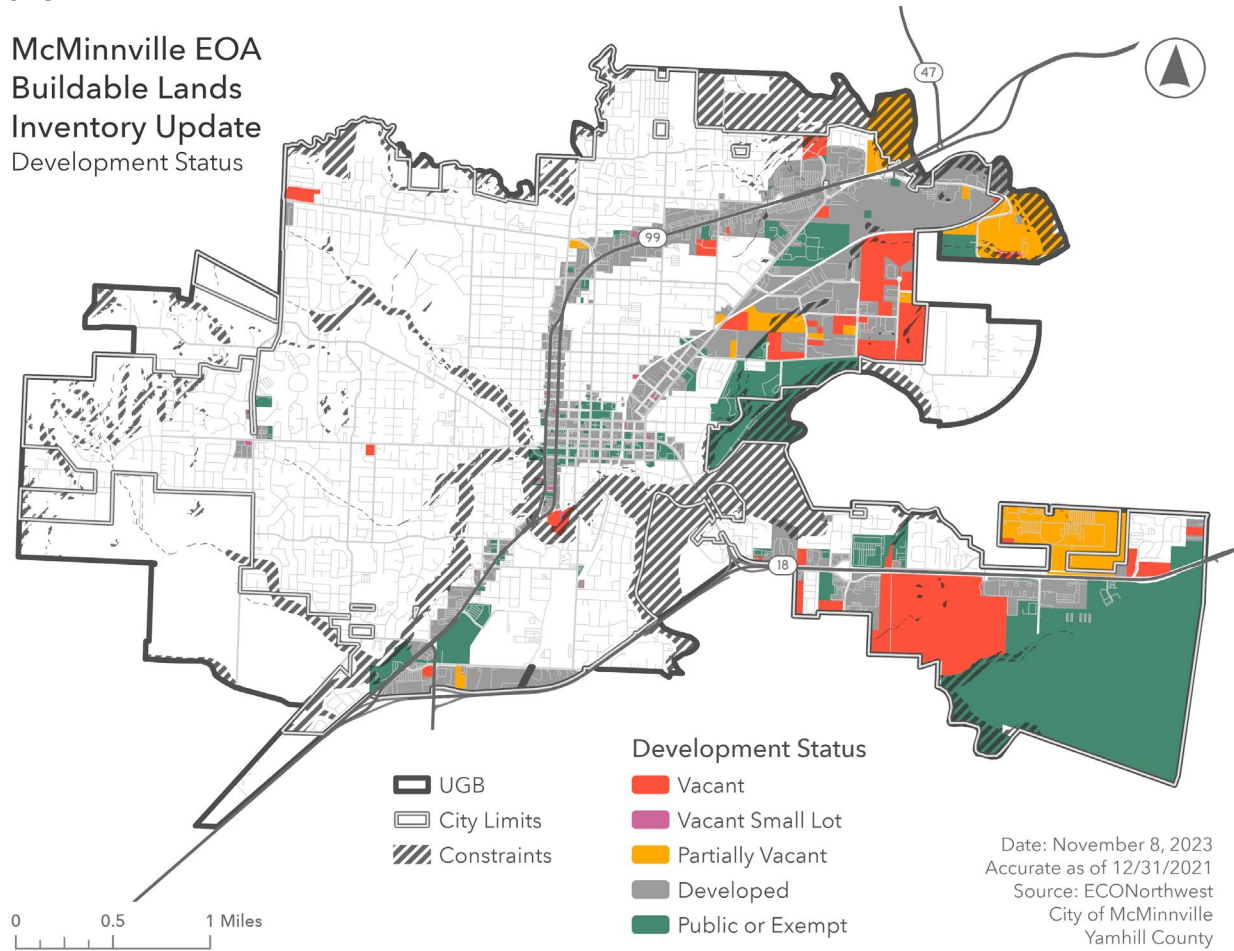 McMinnville EOA
Buildable Lands
Inventory Update
Development Status
47
99
18
UGB
City Limits
Constraints
Development Status
Vacant
Vacant Small Lot
Partially Vacant
Developed
Public or Exempt
Date: November 8, 2023
Accurate as of 12/31/2021
Source: ECONorthwest
City of McMinnville
Yamhill County
0 0.5 1 Miles